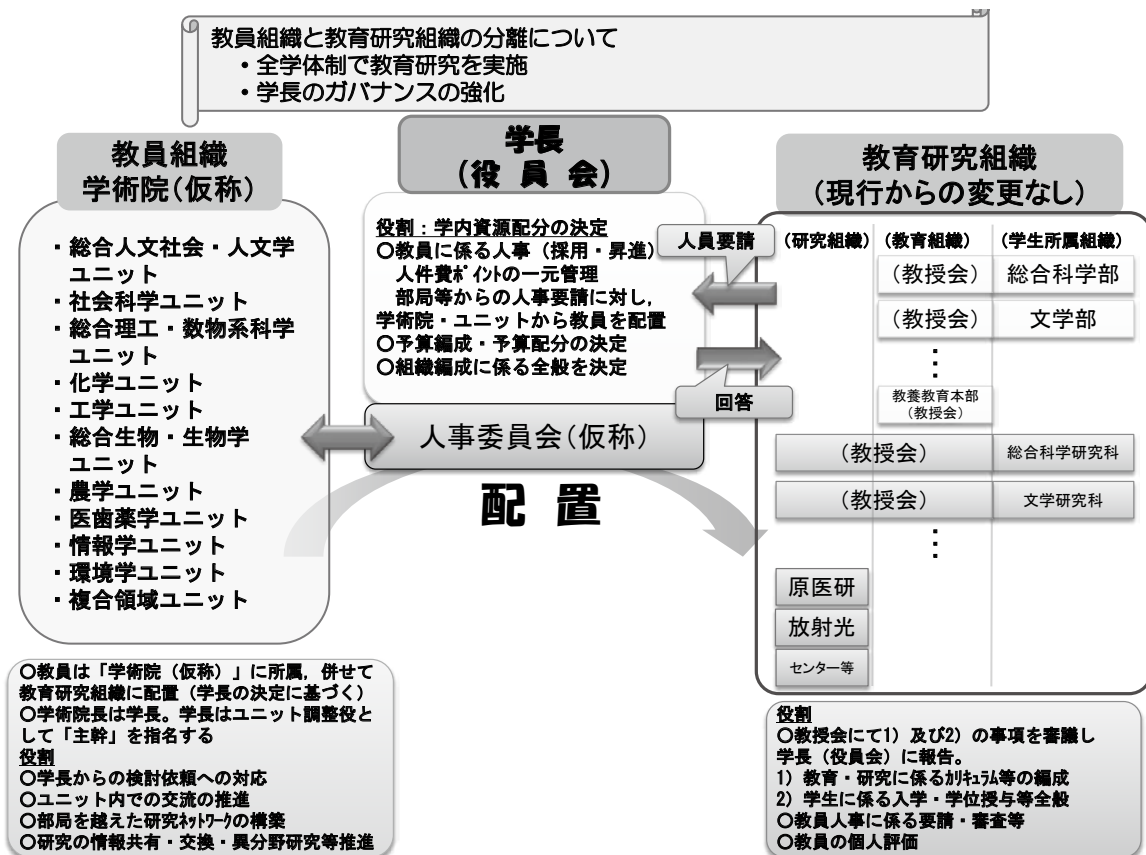 教員組織と教育研究組織の分離について
・全学体制で教育研究を実施
・学長のガバナンスの強化
教員組織
学術院(仮称)
・総合人文社会・人文学
ユニット
・社会科学ユニット
・総合理工・数物系科学
ユニット
・化学ユニット
・工学ユニット
・総合生物・生物学
ユニット
・農学ユニット
・医歯薬学ユニット
・情報学ユニット
・環境学ユニット
・複合領域ユニット
〇教員は「学術院（仮称）」に所属，併せて
教育研究組織に配置（学長の決定に基づく）
〇学術院長は学長。学長はユニット調整役と
して「主幹」を指名する
役割
〇学長からの検討依頼への対応
〇ユニット内での交流の推進
〇部局を越えた研究ﾈｯﾄﾜｰｸの構築
〇研究の情報共有・交換・異分野研究等推進
学長
(役 員 会)
役割：学内資源配分の決定
〇教員に係る人事（採用・昇進）
人件費ﾎﾟｲﾝﾄの一元管理
部局等からの人事要請に対し，
学術院・ユニットから教員を配置
〇予算編成・予算配分の決定
〇組織編成に係る全般を決定
人事委員会(仮称)
配 置
人員要請
回答
教育研究組織
(現行からの変更なし)
(研究組織) (教育組織) (学生所属組織)
(教授会) 総合科学部
(教授会) 文学部
⋮ ⋮
教養教育本部
(教授会)
(教授会) 総合科学研究科
(教授会) 文学研究科
⋮
原医研
放射光
センター等
役割
〇教授会にて1）及び2）の事項を審議し
学長（役員会）に報告。
1）教育・研究に係るｶﾘｷｭﾗﾑ等の編成
2）学生に係る入学・学位授与等全般
〇教員人事に係る要請・審査等
〇教員の個人評価